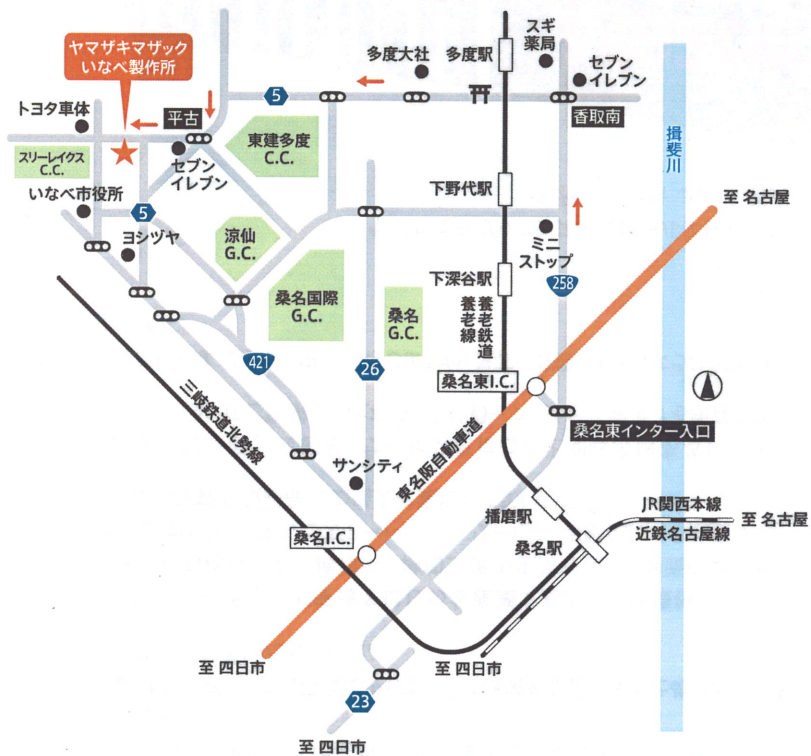 ヤマザキマザック
いなべ製作所
多度大社
多度駅
スギ
薬局
セブン
イレブン
トヨタ車体
平古
5
香取南
東建多度
C.C.
スリーレイクス
C.C.
セブン
イレブン
揖斐川
いなべ市役所
5
下野代駅
至 名古屋
ヨシヅヤ
涼仙
G.C.
ミニ
ストップ
下深谷駅
258
桑名国際
G.C.
桑名
G.C.
養老鉄道
養老線
421
26
桑名東I.C.
三岐鉄道北勢線
東名阪自動車道
桑名東インター入口
サンシティ
播磨駅
JR関西本線
至 名古屋
近鉄名古屋線
桑名I.C.
桑名駅
至 四日市
至 四日市
23
至 四日市